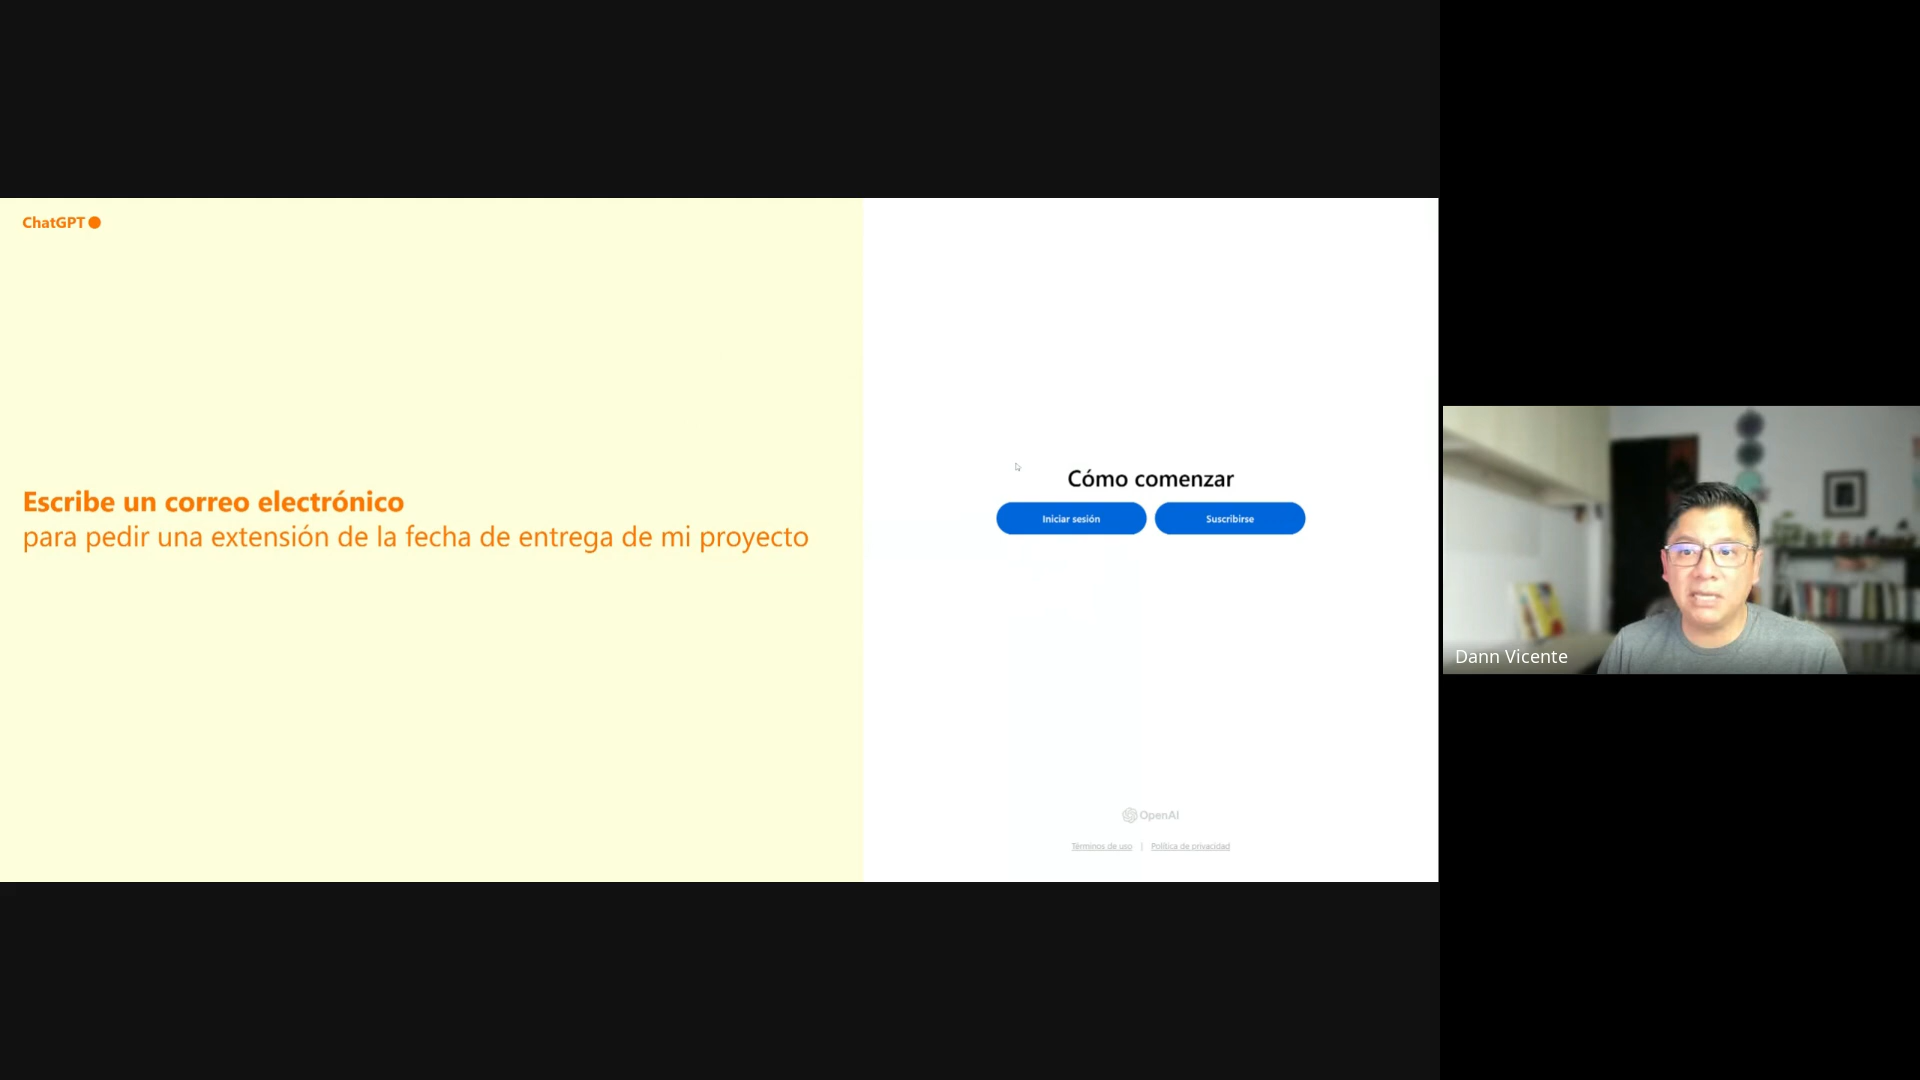 ChatGPT
Escribe un correo electrónico
para pedir una extensión de la fecha de entrega de mi proyecto
Cómo comenzar
Iniciar sesión
Suscribirse
OpenAI
Términos de uso | Política de privacidad
Dann Vicente